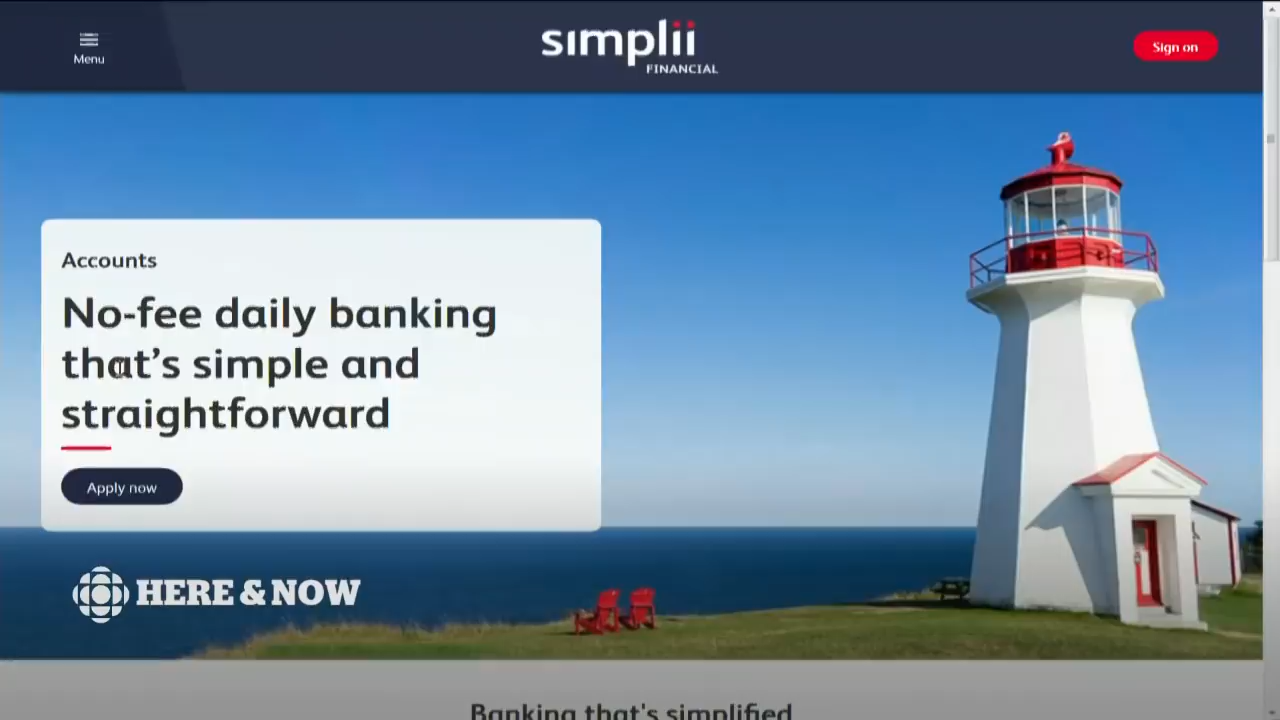 Menu
simplii
FINANCIAL
Sign on
Accounts
No-fee daily banking
that's simple and
straightforward
Apply now
HERE & NOW
Banking that's simplified